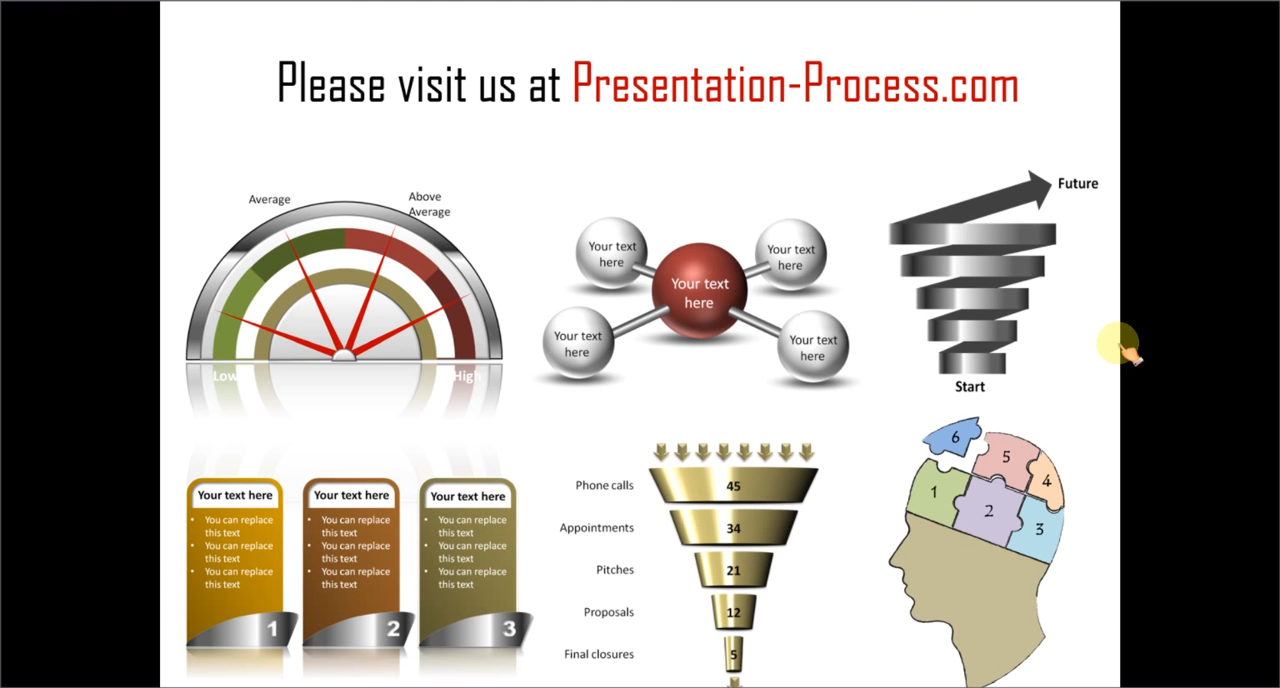 Please visit us at Presentation-Process.com
Average
Above
Average
Low
High
Your text
here
Your text
here
Your text
here
Your text
here
Your text
here
Future
Start
Your text here
• You can replace
this text
• You can replace
this text
• You can replace
this text
1
Your text here
• You can replace
this text
• You can replace
this text
• You can replace
this text
2
Your text here
• You can replace
this text
• You can replace
this text
• You can replace
this text
3
Phone calls 45
Appointments 34
Pitches 21
Proposals 12
Final closures 5
6
5
4
1
2
3